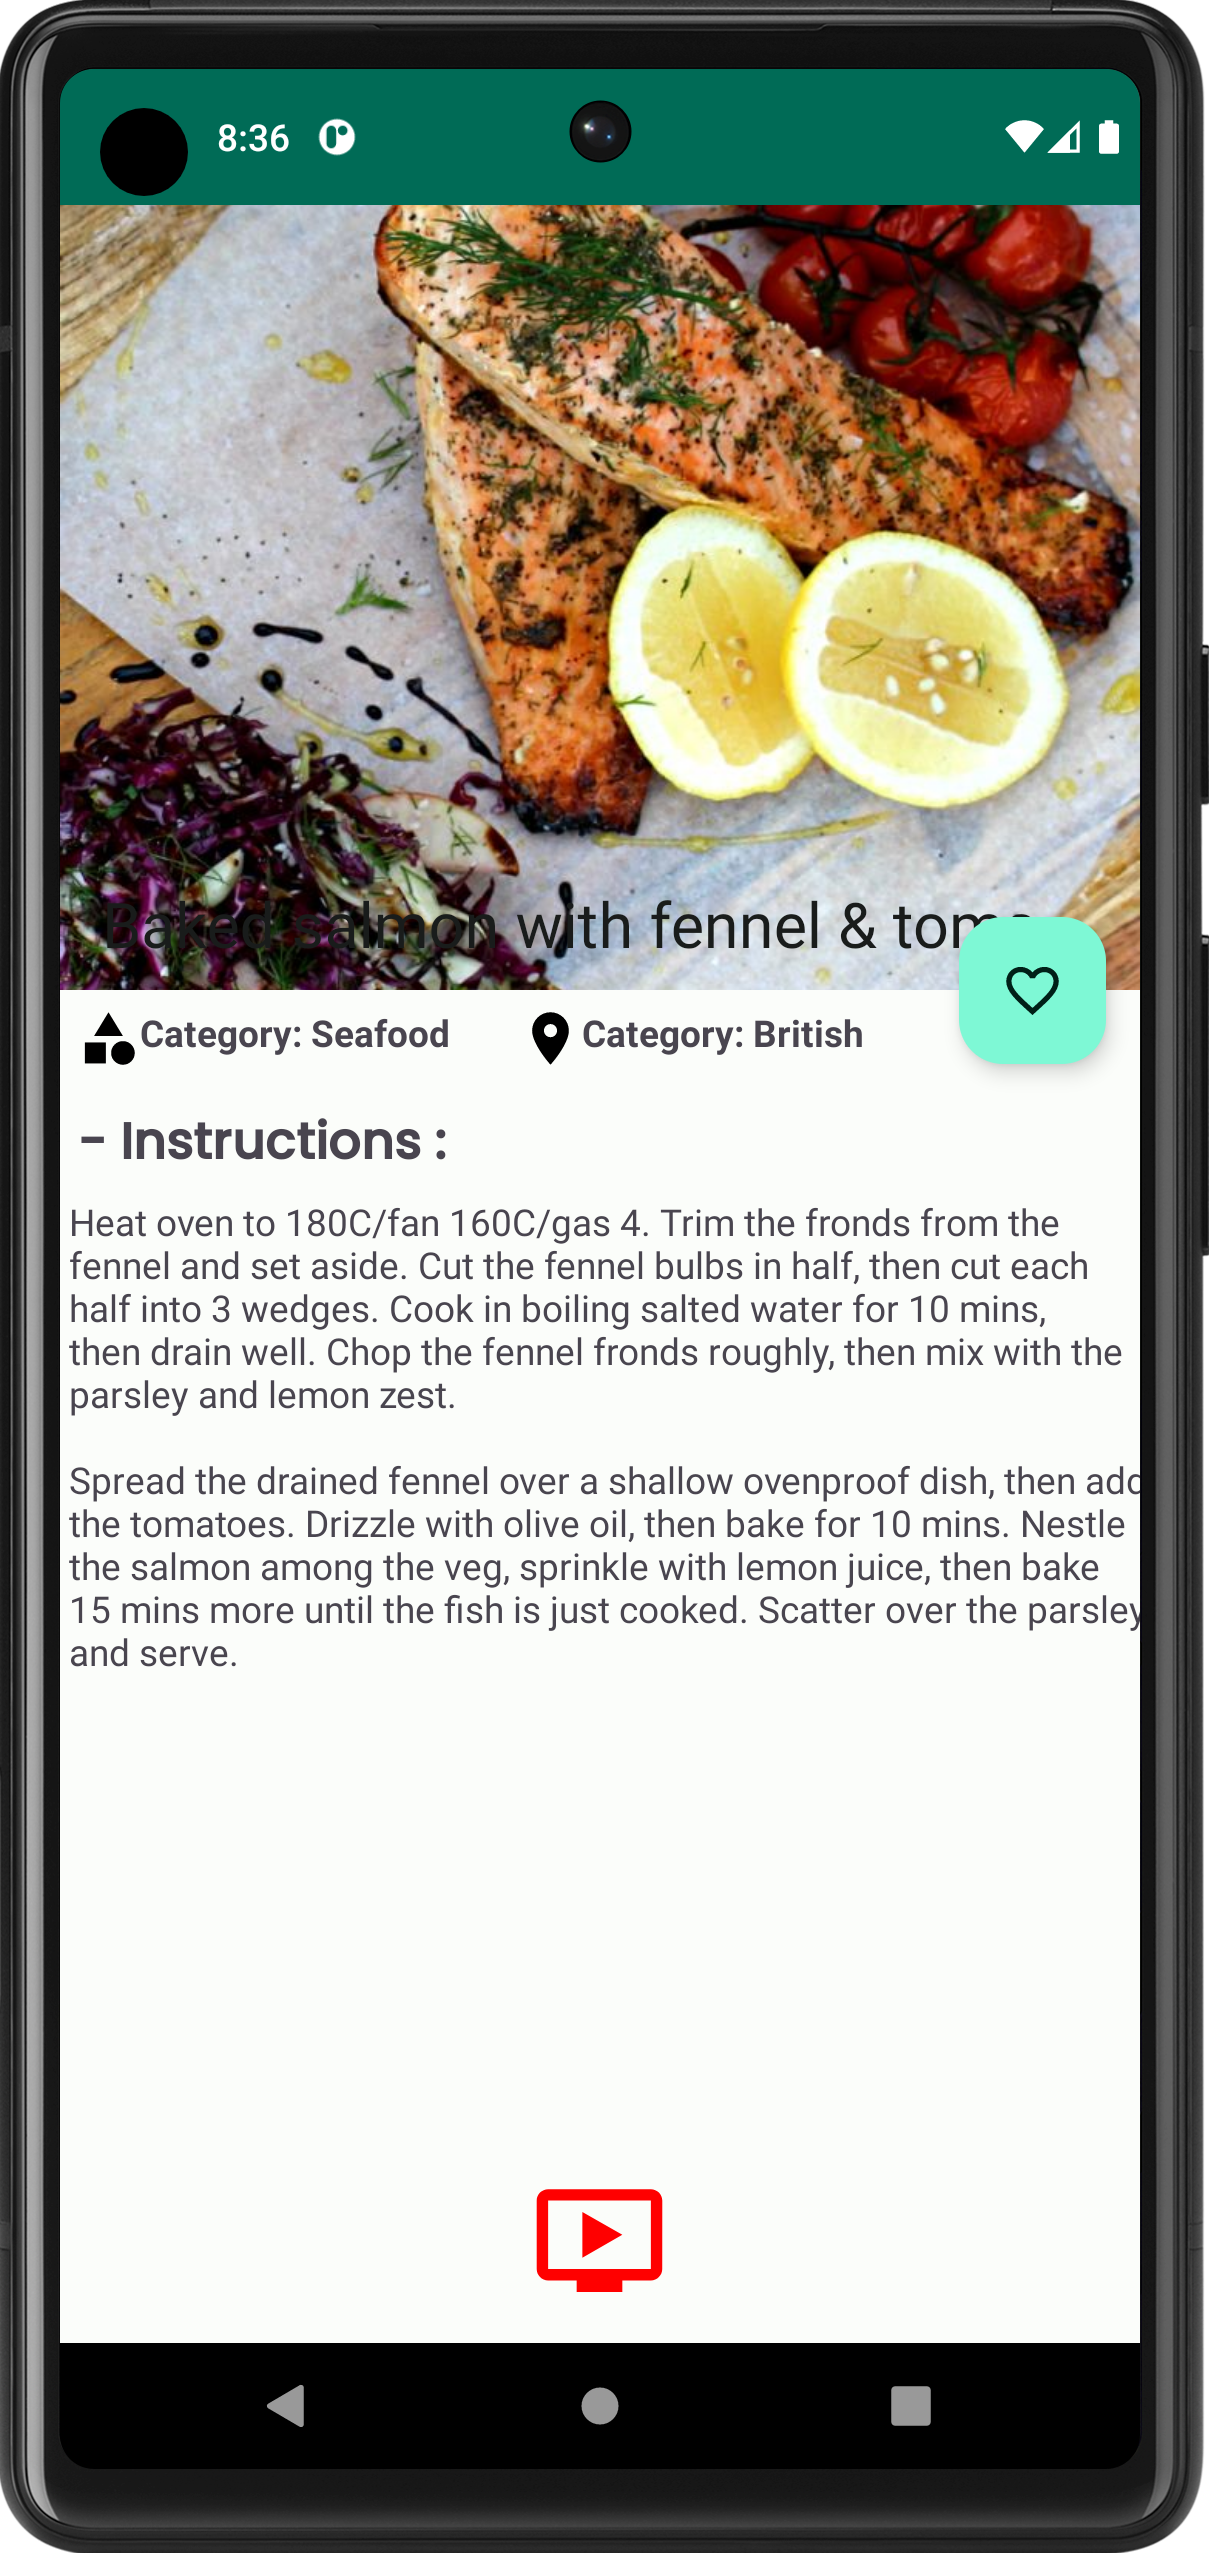 8:36
Baked salmon with fennel & toma
Category: Seafood
Category: British
- Instructions :
Heat oven to 180C/fan 160C/gas 4. Trim the fronds from the
fennel and set aside. Cut the fennel bulbs in half, then cut each
half into 3 wedges. Cook in boiling salted water for 10 mins,
then drain well. Chop the fennel fronds roughly, then mix with the
parsley and lemon zest.
Spread the drained fennel over a shallow ovenproof dish, then add
the tomatoes. Drizzle with olive oil, then bake for 10 mins. Nestle
the salmon among the veg, sprinkle with lemon juice, then bake
15 mins more until the fish is just cooked. Scatter over the parsley
and serve.